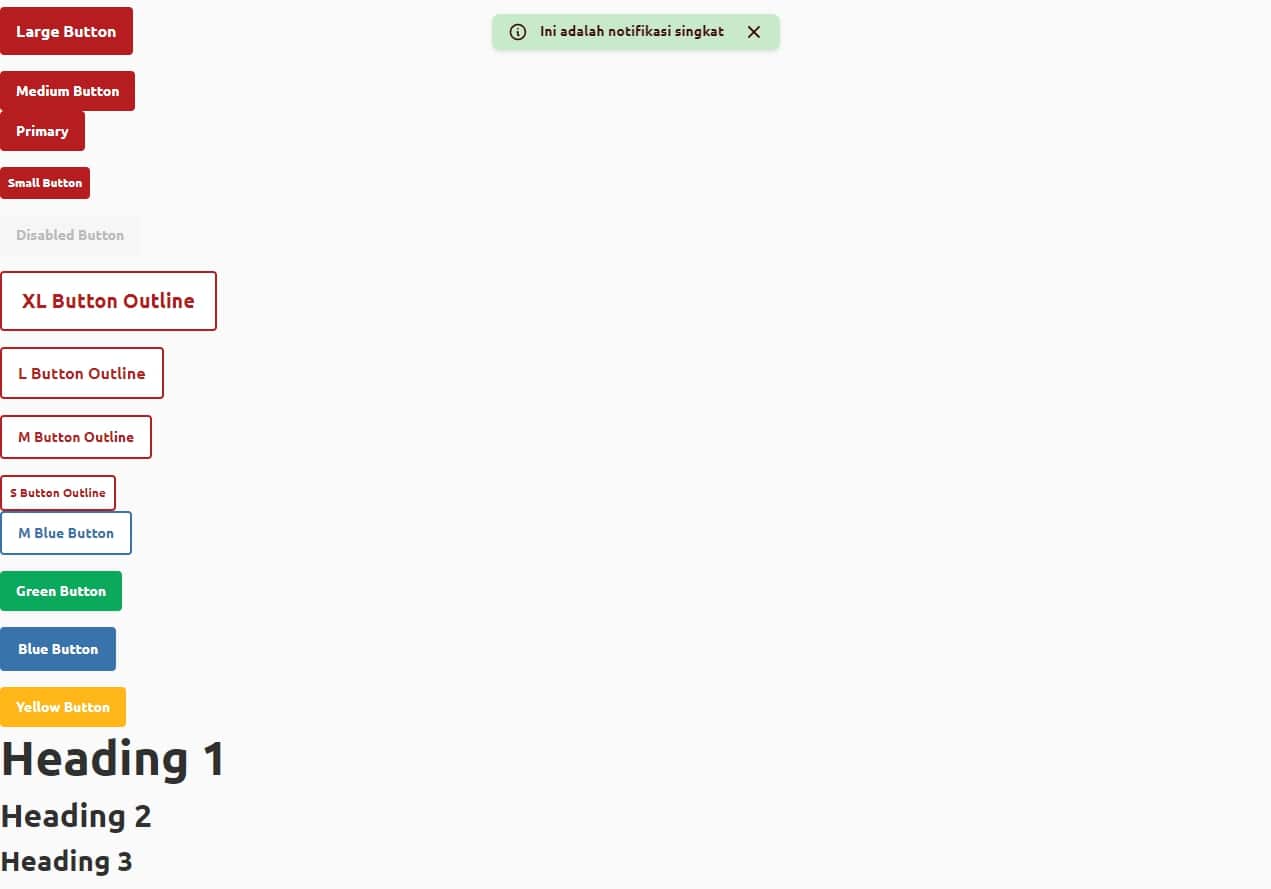 Large Button
Ini adalah notifikasi singkat
Medium Button
Primary
Small Button
Disabled Button
XL Button Outline
L Button Outline
M Button Outline
S Button Outline
M Blue Button
Green Button
Blue Button
Yellow Button
Heading 1
Heading 2
Heading 3